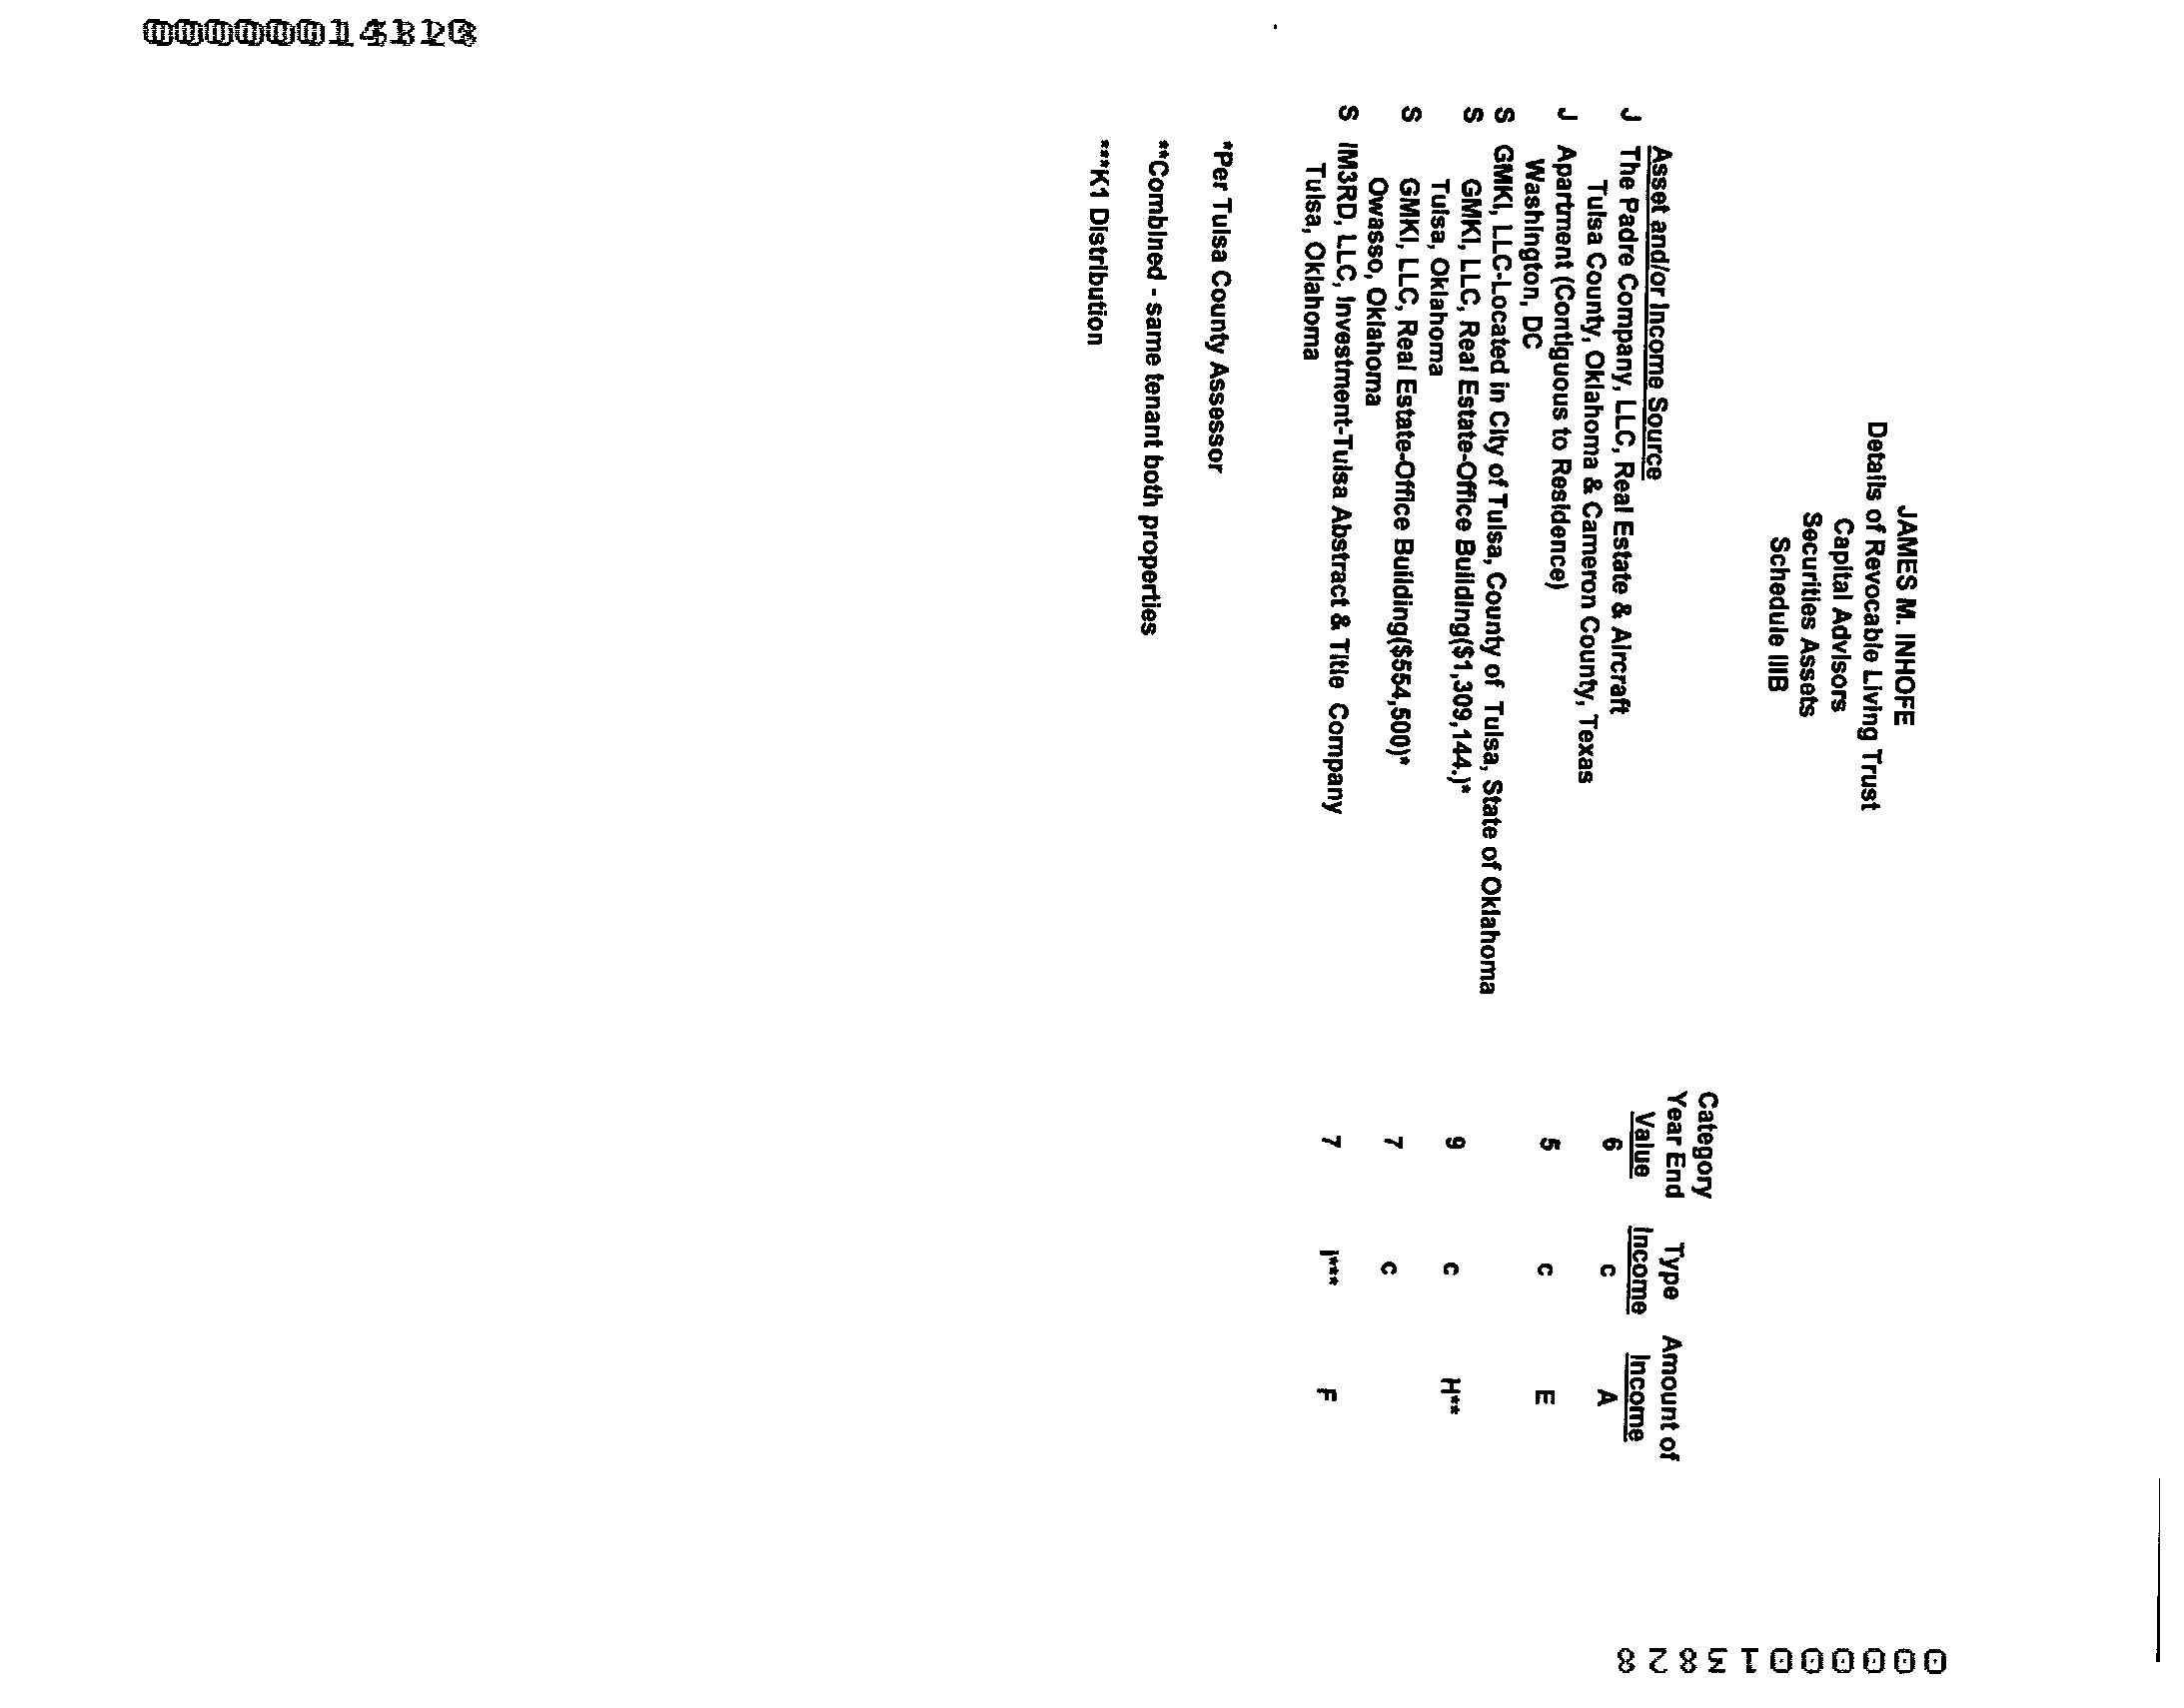 JAMES M. INHOFE
Details of Revocable Living Trust
Capital Advisors
Securities Assets
Schedule IIIB
Category
Year End Type Amount of
Asset and/or Income Source Value Income Income
J The Padre Company, LLC, Real Estate & Aircraft 6 c A
Tulsa County, Oklahoma & Cameron County, Texas
J Apartment (Contiguous to Residence) 5 c E
Washington, DC
S GMKI, LLC-Located in City of Tulsa, County of Tulsa, State of Oklahoma
S GMKI, LLC, Real Estate-Office Building($1,309,144.)* 9 c H**
Tulsa, Oklahoma
S GMKI, LLC, Real Estate-Office Building($554,500)* 7 c
Owasso, Oklahoma
S IM3RD, LLC, Investment-Tulsa Abstract & Title Company 7 j*** F
Tulsa, Oklahoma
*Per Tulsa County Assessor
**Combined - same tenant both properties
***K1 Distribution
00000013828